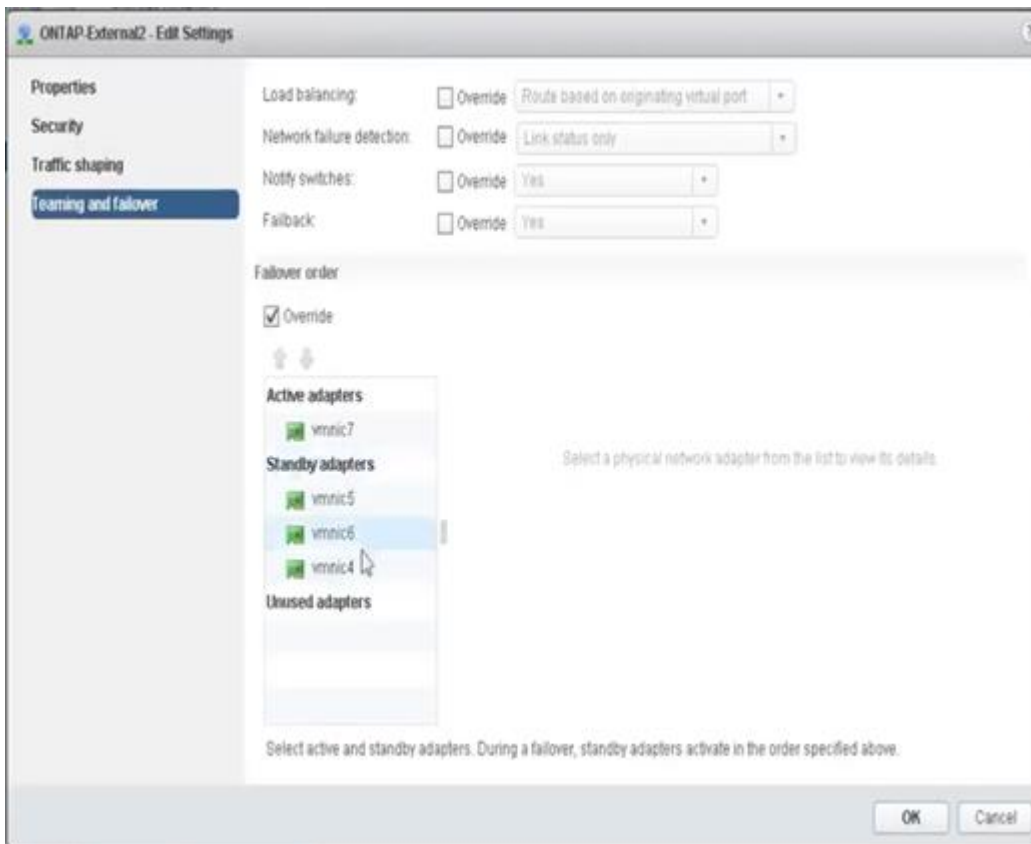 ONTAP-External2 - Edit Settings
Properties
Security
Traffic shaping
Teaming and failover
Load balancing:
Override
Route based on originating virtual port
Network failure detection:
Override
Link status only
Notify switches:
Override
Yes
Failback:
Override
Yes
Failover order
Override
Active adapters
vmnic7
Standby adapters
vmnic5
vmnic6
vmnic4
Unused adapters
Select a physical network adapter from the list to view its details.
Select active and standby adapters. During a failover, standby adapters activate in the order specified above.
OK
Cancel